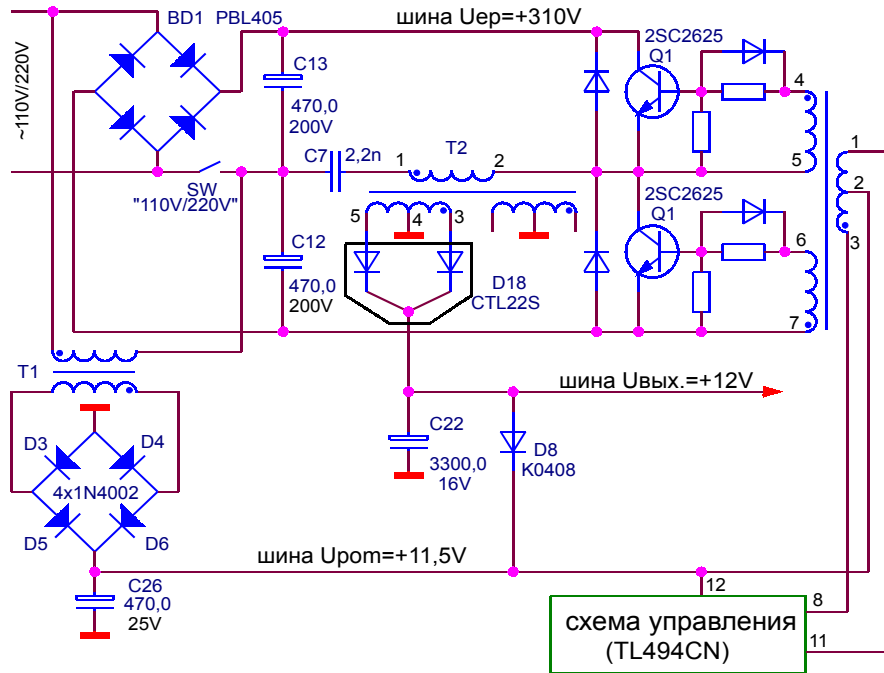 BD1 PBL405
шина Uep=+310V
2SC2625
Q1
~110V/220V
C13
470,0
200V
4
5
C7
2,2n
1
T2
2
SW
"110V/220V"
5
4
3
2SC2625
Q1
1
2
3
C12
470,0
200V
D18
CTL22S
6
7
T1
шина Uвых.=+12V
D3
D4
C22
3300,0
16V
D8
K0408
4x1N4002
D5
D6
шина Upom=+11,5V
C26
470,0
25V
12
8
11
схема управления
(TL494CN)